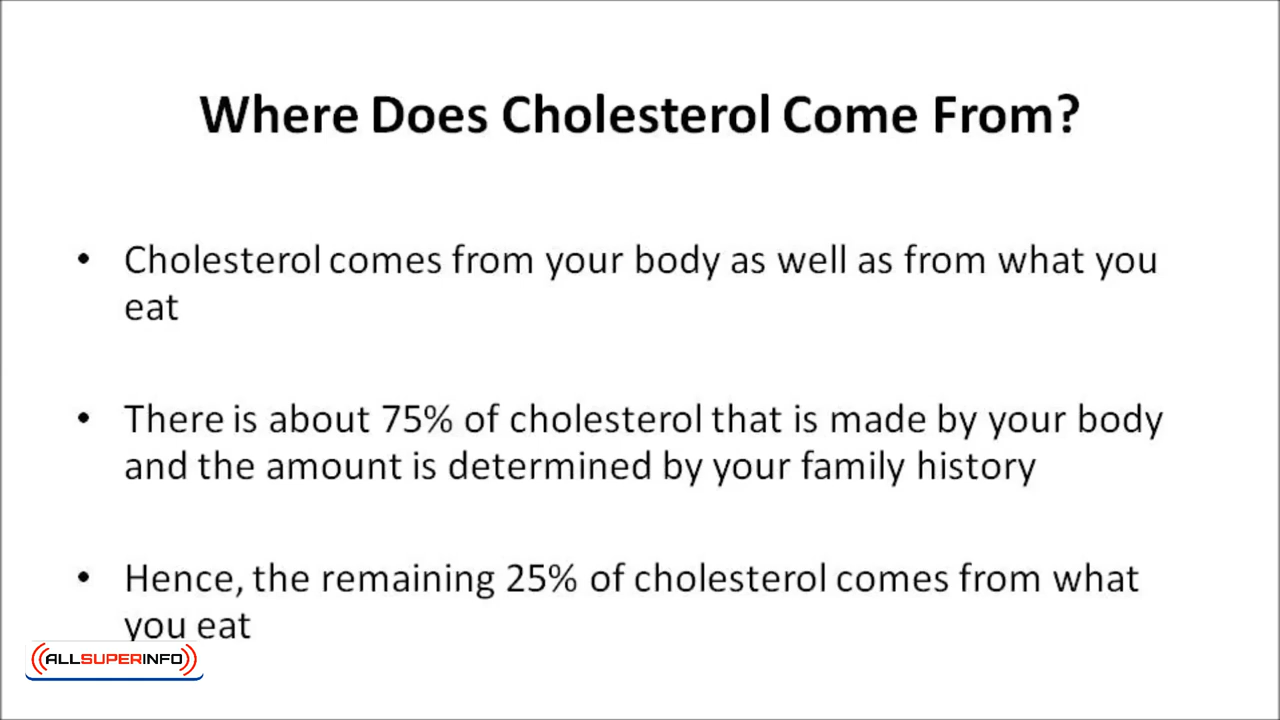 Where Does Cholesterol Come From?
• Cholesterol comes from your body as well as from what you
eat
• There is about 75% of cholesterol that is made by your body
and the amount is determined by your family history
• Hence, the remaining 25% of cholesterol comes from what
you eat
ALLSUPERINFO